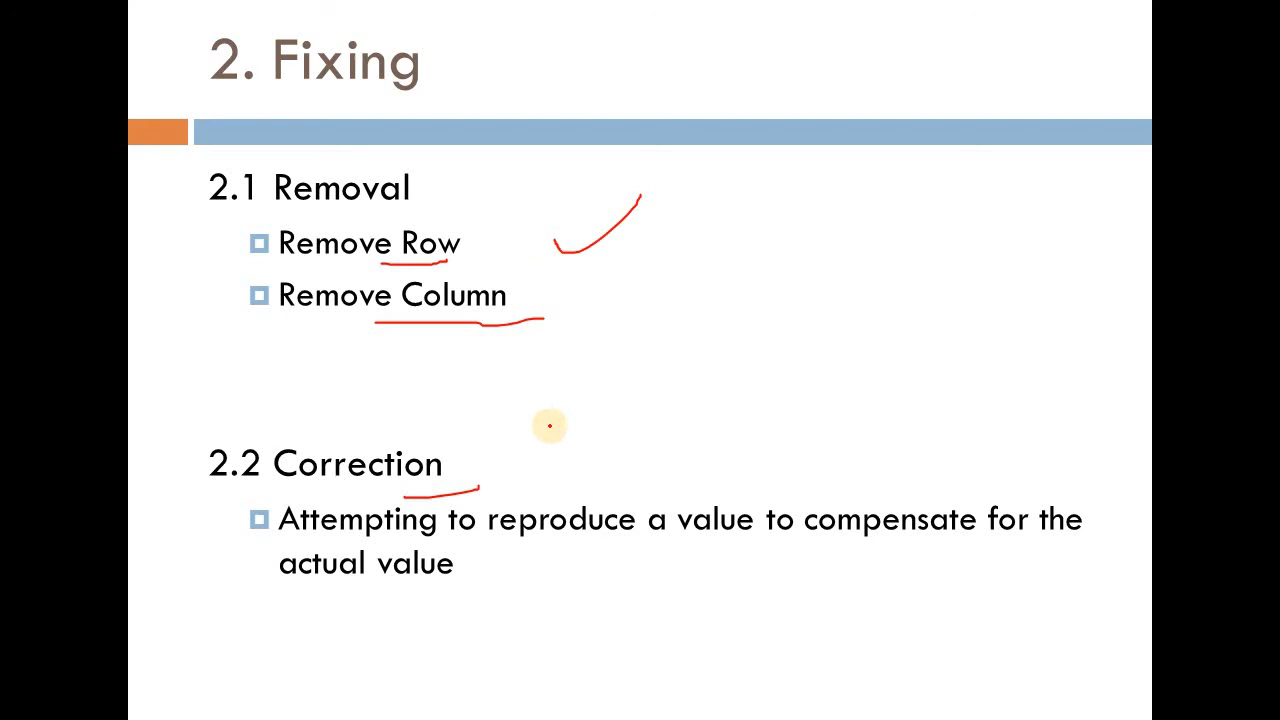 2. Fixing
2.1 Removal
Remove Row
Remove Column
2.2 Correction
Attempting to reproduce a value to compensate for the
actual value